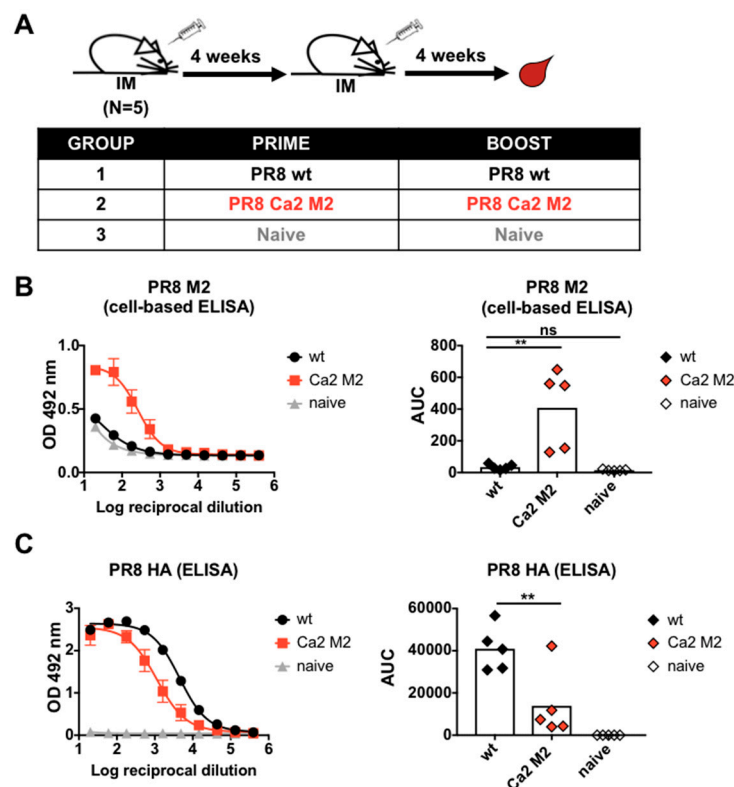 A
4 weeks
4 weeks
IM
IM
(N=5)
GROUP PRIME BOOST
1 PR8 wt PR8 wt
2 PR8 Ca2 M2 PR8 Ca2 M2
3 Naive Naive
B
PR8 M2
(cell-based ELISA)
1.0
0.5
0.0
OD 492 nm
1 2 3 4 5 6
Log reciprocal dilution
wt
Ca2 M2
naive
PR8 M2
(cell-based ELISA)
800
600
400
200
0
AUC
ns
**
wt
Ca2 M2
naive
wt
Ca2 M2
naive
C
PR8 HA (ELISA)
3
2
1
0
OD 492 nm
1 2 3 4 5 6
Log reciprocal dilution
wt
Ca2 M2
naive
PR8 HA (ELISA)
60000
40000
20000
0
AUC
**
wt
Ca2 M2
naive
wt
Ca2 M2
naive